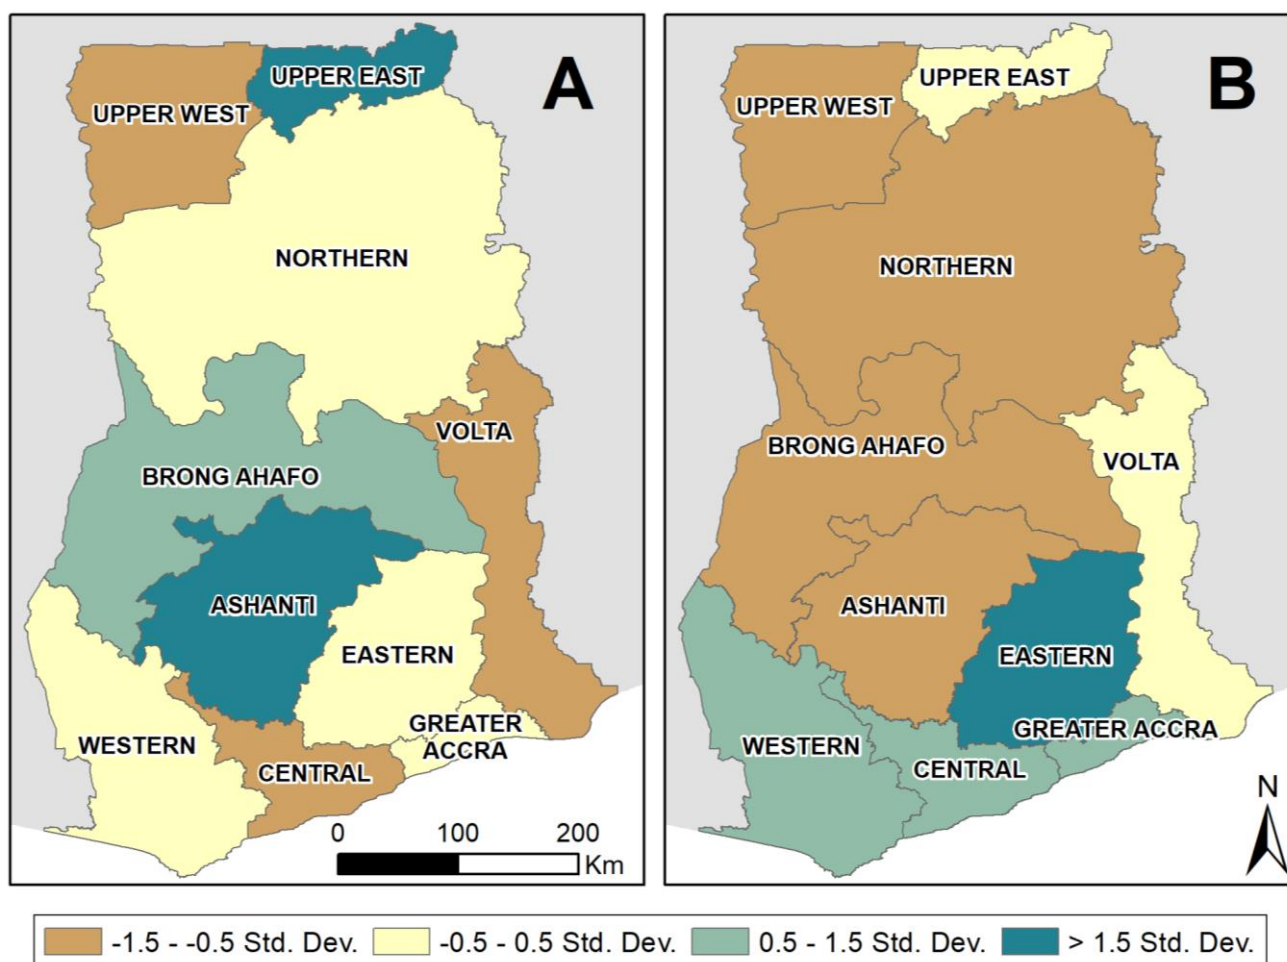 A
UPPER EAST
UPPER WEST
NORTHERN
VOLTA
BRONG AHAFO
ASHANTI
EASTERN
GREATER
ACCRA
WESTERN
CENTRAL
0 100 200
Km
B
UPPER EAST
UPPER WEST
NORTHERN
BRONG AHAFO
VOLTA
ASHANTI
EASTERN
GREATER ACCRA
WESTERN
CENTRAL
N
-1.5 - -0.5 Std. Dev. -0.5 - 0.5 Std. Dev. 0.5 - 1.5 Std. Dev. > 1.5 Std. Dev.